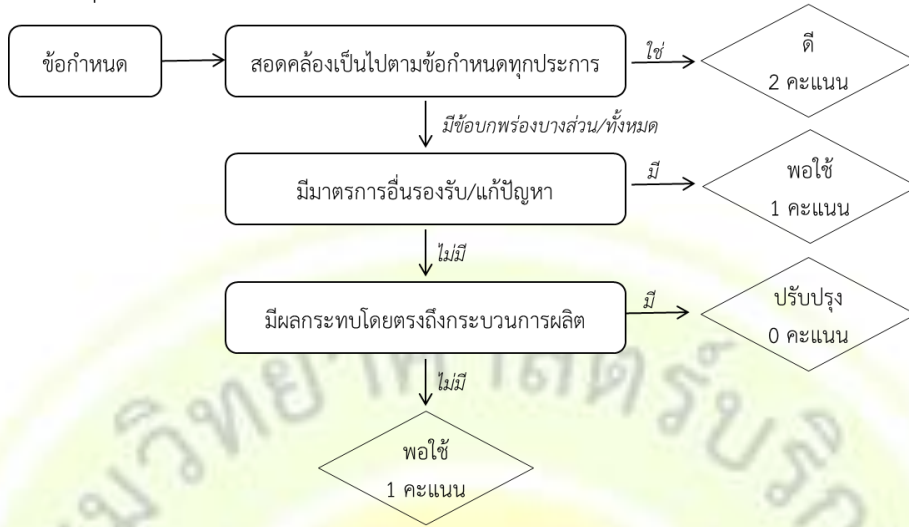 ข้อกำหนด
สอดคล้องเป็นไปตามข้อกำหนดทุกประการ
ใช่
ดี
2 คะแนน
มีข้อบกพร่องบางส่วน/ทั้งหมด
มีมาตรการอื่นรองรับ/แก้ปัญหา
มี
พอใช้
1 คะแนน
ไม่มี
มีผลกระทบโดยตรงถึงกระบวนการผลิต
มี
ปรับปรุง
0 คะแนน
ไม่มี
พอใช้
1 คะแนน